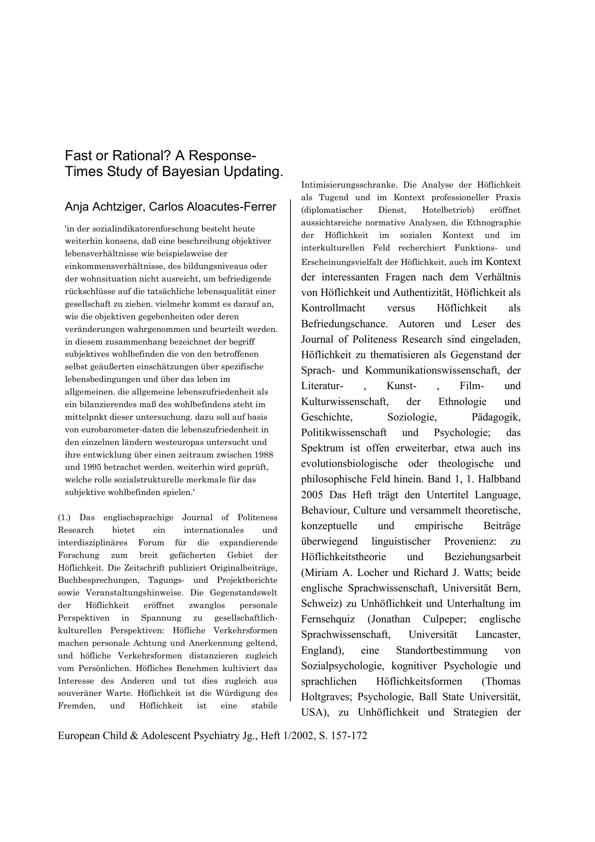 Fast or Rational? A Response-
Times Study of Bayesian Updating.
Anja Achtziger, Carlos Aloacutes-Ferrer
'in der sozialindikatorenforschung besteht heute
weiterhin konsens, daß eine beschreibung objektiver
lebensverhältnisse wie beispielsweise der
einkommensverhältnisse, des bildungsniveaus oder
der wohnsituation nicht ausreicht, um befriedigende
rückschlüsse auf die tatsächliche lebensqualität einer
gesellschaft zu ziehen. vielmehr kommt es darauf an,
wie die objektiven gegebenheiten oder deren
veränderungen wahrgenommen und beurteilt werden.
in diesem zusammenhang bezeichnet der begriff
subjektives wohlbefinden die von den betroffenen
selbst geäußerten einschätzungen über spezifische
lebensbedingungen und über das leben im
allgemeinen. die allgemeine lebenszufriedenheit als
ein bilanzierendes maß des wohlbefindens steht im
mittelpnkt dieser untersuchung. dazu soll auf basis
von eurobarometer-daten die lebenszufriedenheit in
den einzelnen ländern westeuropas untersucht und
ihre entwicklung über einen zeitraum zwischen 1988
und 1995 betrachet werden. weiterhin wird geprüft,
welche rolle sozialstrukturelle merkmale für das
subjektive wohlbefinden spielen.'
(1.) Das englischsprachige Journal of Politeness
Research bietet ein internationales und
interdisziplinäres Forum für die expandierende
Forschung zum breit gefächerten Gebiet der
Höflichkeit. Die Zeitschrift publiziert Originalbeiträge,
Buchbesprechungen, Tagungs- und Projektberichte
sowie Veranstaltungshinweise. Die Gegenstandswelt
der Höflichkeit eröffnet zwanglos personale
Perspektiven in Spannung zu gesellschaftlich-
kulturellen Perspektiven: Höfliche Verkehrsformen
machen personale Achtung und Anerkennung geltend,
und höfliche Verkehrsformen distanzieren zugleich
vom Persönlichen. Höfliches Benehmen kultiviert das
Interesse des Anderen und tut dies zugleich aus
souveräner Warte. Höflichkeit ist die Würdigung des
Fremden, und Höflichkeit ist eine stabile
Intimisierungsschranke. Die Analyse der Höflichkeit
als Tugend und im Kontext professioneller Praxis
(diplomatischer Dienst, Hotelbetrieb) eröffnet
aussichtsreiche normative Analysen, die Ethnographie
der Höflichkeit im sozialen Kontext und im
interkulturellen Feld recherchiert Funktions- und
Erscheinungsvielfalt der Höflichkeit, auch im Kontext
der interessanten Fragen nach dem Verhältnis
von Höflichkeit und Authentizität, Höflichkeit als
Kontrollmacht versus Höflichkeit als
Befriedungschance. Autoren und Leser des
Journal of Politeness Research sind eingeladen,
Höflichkeit zu thematisieren als Gegenstand der
Sprach- und Kommunikationswissenschaft, der
Literatur- , Kunst- , Film- und
Kulturwissenschaft, der Ethnologie und
Geschichte, Soziologie, Pädagogik,
Politikwissenschaft und Psychologie; das
Spektrum ist offen erweiterbar, etwa auch ins
evolutionsbiologische oder theologische und
philosophische Feld hinein. Band 1, 1. Halbband
2005 Das Heft trägt den Untertitel Language,
Behaviour, Culture und versammelt theoretische,
konzeptuelle und empirische Beiträge
überwiegend linguistischer Provenienz: zu
Höflichkeitstheorie und Beziehungsarbeit
(Miriam A. Locher und Richard J. Watts; beide
englische Sprachwissenschaft, Universität Bern,
Schweiz) zu Unhöflichkeit und Unterhaltung im
Fernsehquiz (Jonathan Culpeper; englische
Sprachwissenschaft, Universität Lancaster,
England), eine Standortbestimmung von
Sozialpsychologie, kognitiver Psychologie und
sprachlichen Höflichkeitsformen (Thomas
Holtgraves; Psychologie, Ball State Universität,
USA), zu Unhöflichkeit und Strategien der
European Child & Adolescent Psychiatry Jg., Heft 1/2002, S. 157-172